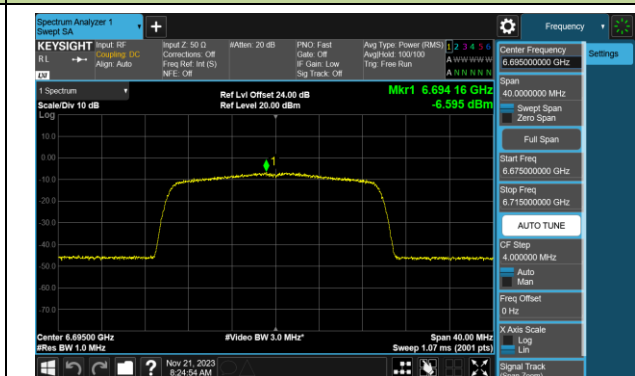 Spectrum Analyzer 1
Swept SA
Frequency
KEYSIGHT
Input: RF
Coupling: DC
Align: Auto
Input Z: 50 Ω
Corrections: Off
Freq Ref: Int (S)
NFE: Off
#Atten: 20 dB
PNO: Fast
Gate: Off
IF Gain: Low
Sig Track: Off
Avg Type: Power (RMS)
Avg|Hold: 100/100
Trig: Free Run
1 2 3 4 5 6
A W W W W W
A N N N N N
R L
LW
Center Frequency
6.695000000 GHz
Settings
Span
40.0000000 MHz
Swept Span
Zero Span
Full Span
Start Freq
6.675000000 GHz
Stop Freq
6.715000000 GHz
AUTO TUNE
CF Step
4.000000 MHz
Auto
Man
Freq Offset
0 Hz
X Axis Scale
Log
Lin
Signal Track
(Span Zoom)
1 Spectrum
Scale/Div 10 dB
Log
Ref Lvl Offset 24.00 dB
Ref Level 20.00 dBm
Mkr1 6.694 16 GHz
-6.595 dBm
10.0
0.00
-10.0
-20.0
-30.0
-40.0
-50.0
-60.0
-70.0
1
Center 6.69500 GHz
#Res BW 1.0 MHz
#Video BW 3.0 MHz*
Span 40.00 MHz
Sweep 1.07 ms (2001 pts)
?
Nov 21, 2023
8:24:54 AM